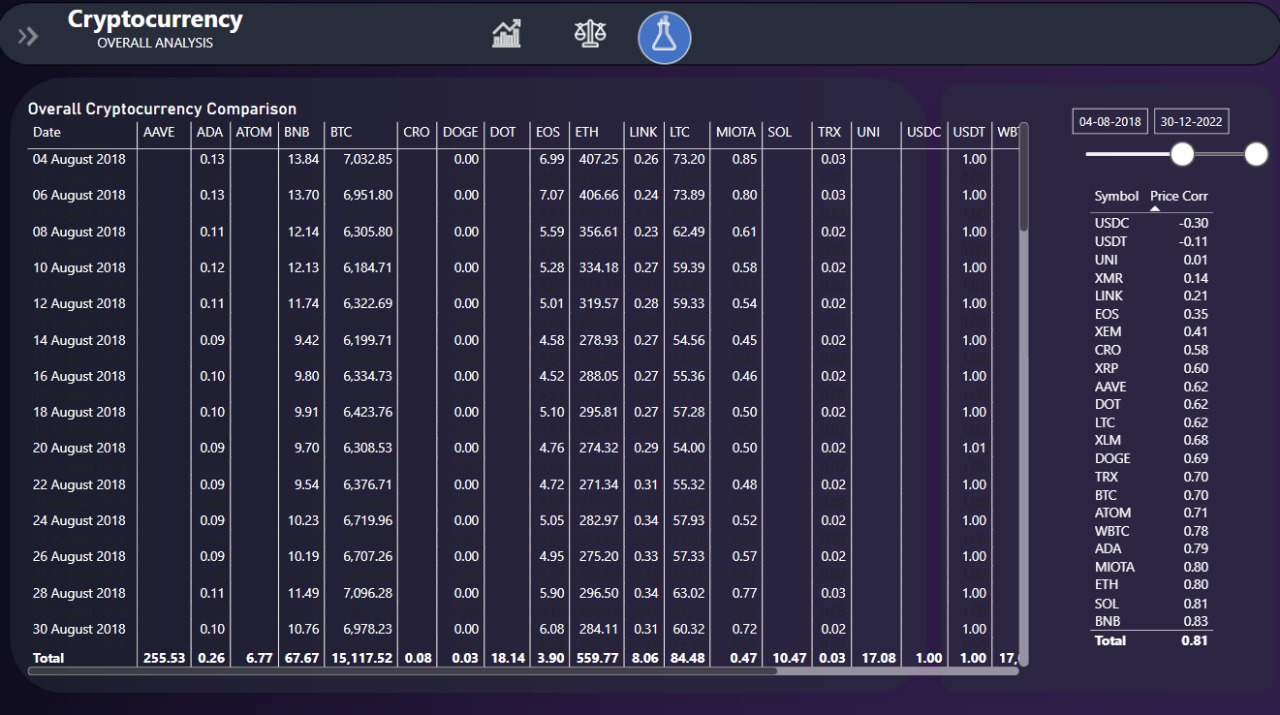 Cryptocurrency
OVERALL ANALYSIS
Overall Cryptocurrency Comparison
Date AAVE ADA ATOM BNB BTC CRO DOGE DOT EOS ETH LINK LTC MIOTA SOL TRX UNI USDC USDT WBT
04 August 2018 0.13 13.84 7,032.85 0.00 6.99 407.25 0.26 73.20 0.85 0.03 1.00
06 August 2018 0.13 13.70 6,951.80 0.00 7.07 406.66 0.24 73.89 0.80 0.03 1.00
08 August 2018 0.11 12.14 6,305.80 0.00 5.59 356.61 0.23 62.49 0.61 0.02 1.00
10 August 2018 0.12 12.13 6,184.71 0.00 5.28 334.18 0.27 59.39 0.58 0.02 1.00
12 August 2018 0.11 11.74 6,322.69 0.00 5.01 319.57 0.28 59.33 0.54 0.02 1.00
14 August 2018 0.09 9.42 6,199.71 0.00 4.58 278.93 0.27 54.56 0.45 0.02 1.00
16 August 2018 0.10 9.80 6,334.73 0.00 4.52 288.05 0.27 55.36 0.46 0.02 1.00
18 August 2018 0.10 9.91 6,423.76 0.00 5.10 295.81 0.27 57.28 0.50 0.02 1.00
20 August 2018 0.09 9.70 6,308.53 0.00 4.76 274.32 0.29 54.00 0.50 0.02 1.01
22 August 2018 0.09 9.54 6,376.71 0.00 4.72 271.34 0.31 55.32 0.48 0.02 1.00
24 August 2018 0.09 10.23 6,719.96 0.00 5.05 282.97 0.34 57.93 0.52 0.02 1.00
26 August 2018 0.09 10.19 6,707.26 0.00 4.95 275.20 0.33 57.33 0.57 0.02 1.00
28 August 2018 0.11 11.49 7,096.28 0.00 5.90 296.50 0.34 63.02 0.77 0.03 1.00
30 August 2018 0.10 10.76 6,978.23 0.00 6.08 284.11 0.31 60.32 0.72 0.02 1.00
Total 255.53 0.26 6.77 67.67 15,117.52 0.08 0.03 18.14 3.90 559.77 8.06 84.48 0.47 10.47 0.03 17.08 1.00 1.00 17,
04-08-2018 30-12-2022
Symbol Price Corr
USDC -0.30
USDT -0.11
UNI 0.01
XMR 0.14
LINK 0.21
EOS 0.35
XEM 0.41
CRO 0.58
XRP 0.60
AAVE 0.62
DOT 0.62
LTC 0.62
XLM 0.68
DOGE 0.69
TRX 0.70
BTC 0.70
ATOM 0.71
WBTC 0.78
ADA 0.79
MIOTA 0.80
ETH 0.80
SOL 0.81
BNB 0.83
Total 0.81